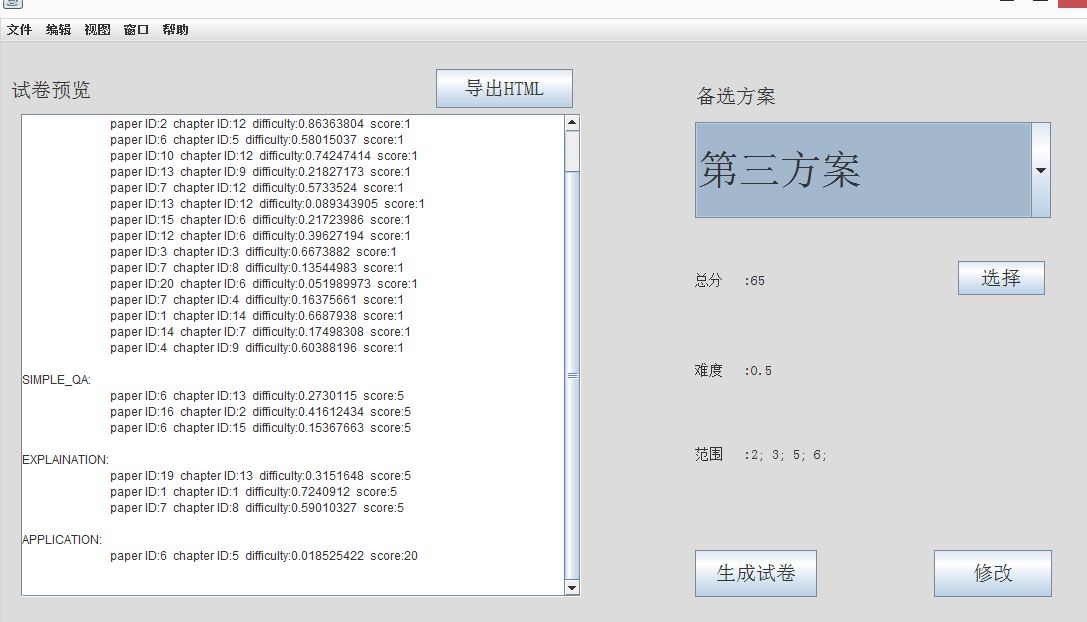 文件 编辑 视图 窗口 帮助
试卷预览
导出HTML
paper ID:2 chapter ID:12 difficulty:0.86363804 score:1
paper ID:6 chapter ID:5 difficulty:0.58015037 score:1
paper ID:10 chapter ID:12 difficulty:0.74247414 score:1
paper ID:13 chapter ID:9 difficulty:0.21827173 score:1
paper ID:7 chapter ID:12 difficulty:0.5733524 score:1
paper ID:13 chapter ID:12 difficulty:0.089343905 score:1
paper ID:15 chapter ID:6 difficulty:0.21723986 score:1
paper ID:12 chapter ID:6 difficulty:0.39627194 score:1
paper ID:3 chapter ID:3 difficulty:0.6673882 score:1
paper ID:7 chapter ID:8 difficulty:0.13544983 score:1
paper ID:20 chapter ID:6 difficulty:0.051989973 score:1
paper ID:7 chapter ID:4 difficulty:0.16375661 score:1
paper ID:1 chapter ID:14 difficulty:0.6687938 score:1
paper ID:14 chapter ID:7 difficulty:0.17498308 score:1
paper ID:4 chapter ID:9 difficulty:0.60388196 score:1
SIMPLE_QA:
paper ID:6 chapter ID:13 difficulty:0.2730115 score:5
paper ID:16 chapter ID:2 difficulty:0.41612434 score:5
paper ID:6 chapter ID:15 difficulty:0.15367663 score:5
EXPLAINATION:
paper ID:19 chapter ID:13 difficulty:0.3151648 score:5
paper ID:1 chapter ID:1 difficulty:0.7240912 score:5
paper ID:7 chapter ID:8 difficulty:0.59010327 score:5
APPLICATION:
paper ID:6 chapter ID:5 difficulty:0.018525422 score:20
备选方案
第三方案
总分 :65
选择
难度 :0.5
范围 :2; 3; 5; 6;
生成试卷
修改